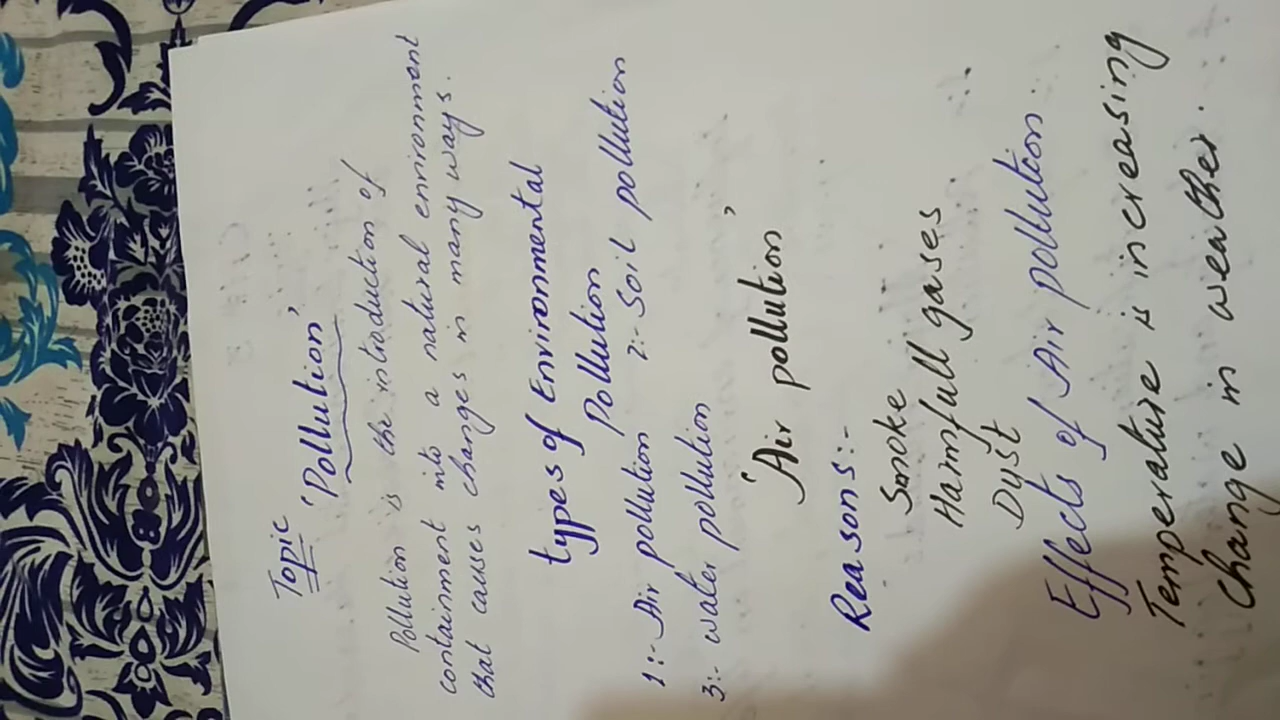 Topic
'Pollution'
Pollution is the introduction of
containment into a natural environment
that causes changes in many ways.
types of Environmental
Pollution
1:- Air pollution 2:- Soil pollution
3:- water pollution
'Air pollution'
Reasons:-
Smoke
Harmfull gases
Dust
Effects of Air pollution:
Temperature is increasing
Change in weather.